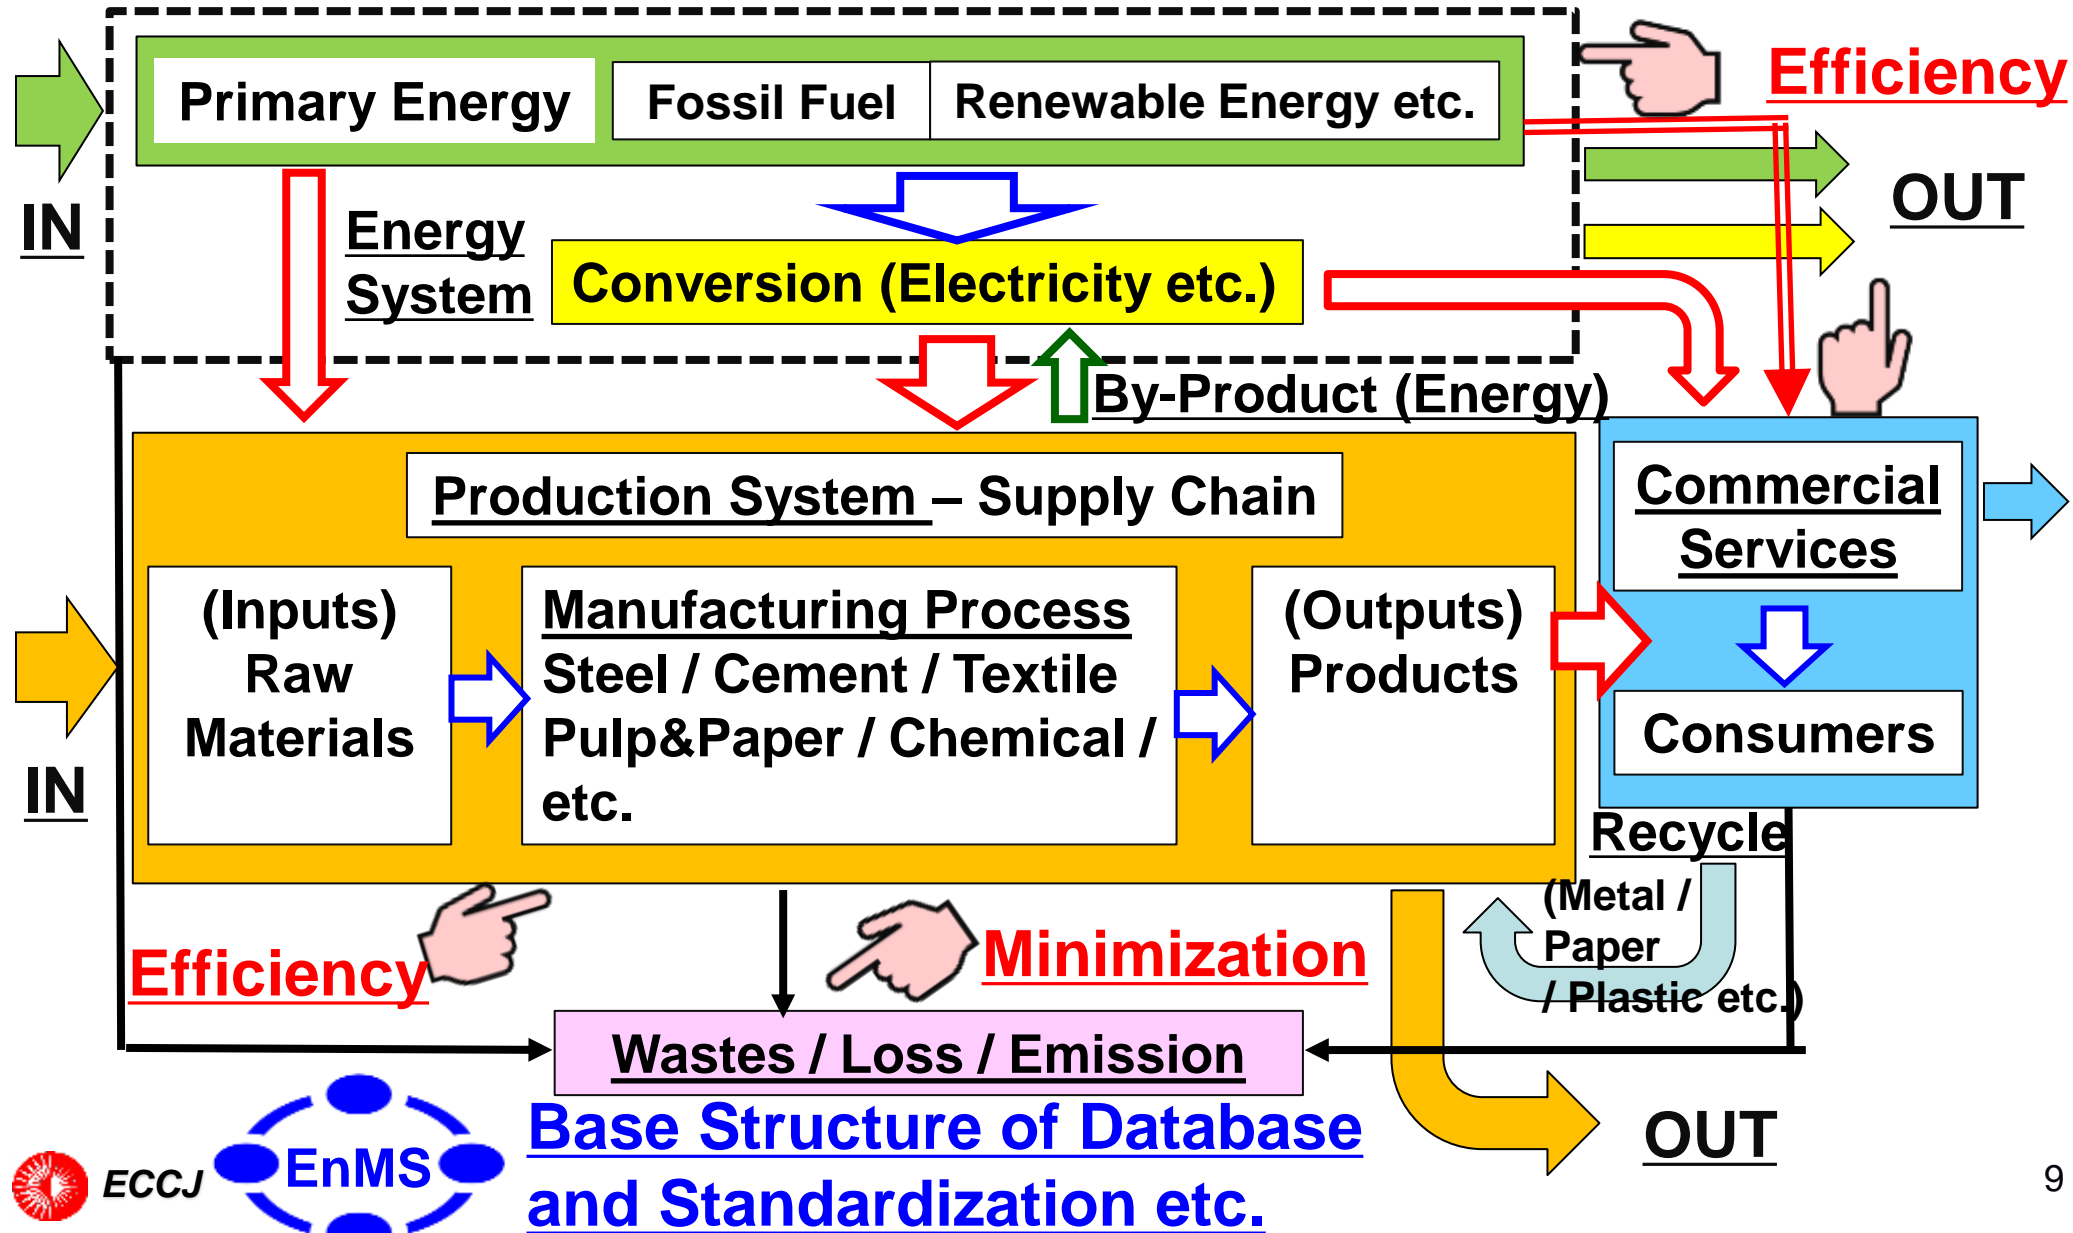 Primary Energy
Fossil Fuel
Renewable Energy etc.
Efficiency
IN
OUT
Energy
System
Conversion (Electricity etc.)
By-Product (Energy)
Production System – Supply Chain
Commercial
Services
(Inputs)
Raw
Materials
Manufacturing Process
Steel / Cement / Textile
Pulp&Paper / Chemical /
etc.
(Outputs)
Products
Consumers
IN
Recycle
(Metal /
Paper
/ Plastic etc.)
Efficiency
Minimization
Wastes / Loss / Emission
OUT
ECCJ
EnMS
Base Structure of Database
and Standardization etc.
9